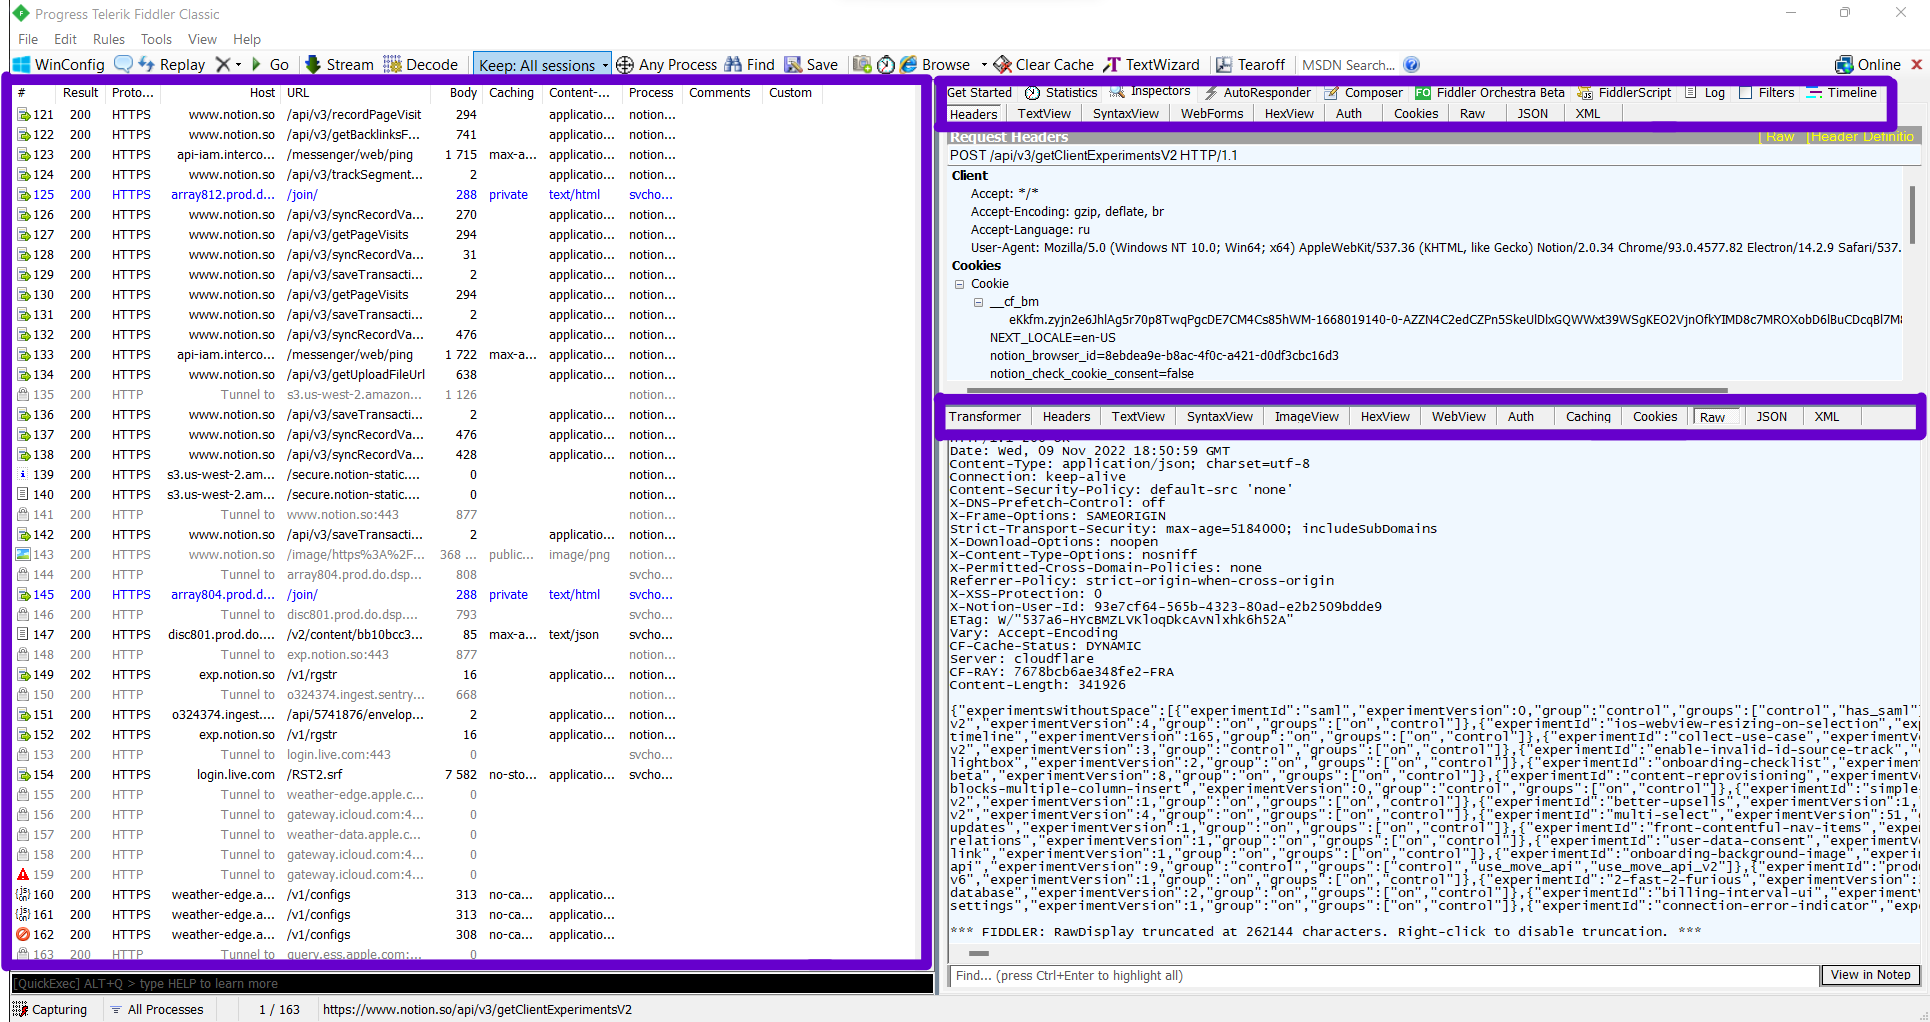 Progress Telerik Fiddler Classic
File Edit Rules Tools View Help
WinConfig Replay Go Stream Decode Keep: All sessions Any Process Find Save Browse Clear Cache TextWizard Tearoff MSDN Search... Online
# Result Proto... Host URL Body Caching Content-... Process Comments Custom
121 200 HTTPS www.notion.so /api/v3/recordPageVisit 294 applicatio... notion...
122 200 HTTPS www.notion.so /api/v3/getBacklinksF... 741 applicatio... notion...
123 200 HTTPS api-iam.interco... /messenger/web/ping 1 715 max-a... applicatio... notion...
124 200 HTTPS www.notion.so /api/v3/trackSegment... 2 applicatio... notion...
125 200 HTTPS array812.prod.d... /join/ 288 private text/html svcho...
126 200 HTTPS www.notion.so /api/v3/syncRecordVa... 270 applicatio... notion...
127 200 HTTPS www.notion.so /api/v3/getPageVisits 294 applicatio... notion...
128 200 HTTPS www.notion.so /api/v3/syncRecordVa... 31 applicatio... notion...
129 200 HTTPS www.notion.so /api/v3/saveTransacti... 2 applicatio... notion...
130 200 HTTPS www.notion.so /api/v3/getPageVisits 294 applicatio... notion...
131 200 HTTPS www.notion.so /api/v3/saveTransacti... 2 applicatio... notion...
132 200 HTTPS www.notion.so /api/v3/syncRecordVa... 476 applicatio... notion...
133 200 HTTPS api-iam.interco... /messenger/web/ping 1 722 max-a... applicatio... notion...
134 200 HTTPS www.notion.so /api/v3/getUploadFileUrl 638 applicatio... notion...
135 200 HTTP Tunnel to s3.us-west-2.amazon... 1 126 notion...
136 200 HTTPS www.notion.so /api/v3/saveTransacti... 2 applicatio... notion...
137 200 HTTPS www.notion.so /api/v3/syncRecordVa... 476 applicatio... notion...
138 200 HTTPS www.notion.so /api/v3/syncRecordVa... 428 applicatio... notion...
139 200 HTTPS s3.us-west-2.am... /secure.notion-static.... 0 notion...
140 200 HTTPS s3.us-west-2.am... /secure.notion-static.... 0 notion...
141 200 HTTP Tunnel to www.notion.so:443 877 notion...
142 200 HTTPS www.notion.so /api/v3/saveTransacti... 2 applicatio... notion...
143 200 HTTPS www.notion.so /image/https%3A%2F... 368 ... public... image/png notion...
144 200 HTTP Tunnel to array804.prod.do.dsp... 808 svcho...
145 200 HTTPS array804.prod.d... /join/ 288 private text/html svcho...
146 200 HTTP Tunnel to disc801.prod.do.dsp.... 793 svcho...
147 200 HTTPS disc801.prod.do.... /v2/content/bb10bcc3... 85 max-a... text/json svcho...
148 200 HTTP Tunnel to exp.notion.so:443 877 notion...
149 202 HTTPS exp.notion.so /v1/rgstr 16 applicatio... notion...
150 200 HTTP Tunnel to o324374.ingest.sentry... 668 notion...
151 200 HTTPS o324374.ingest.... /api/5741876/envelop... 2 applicatio... notion...
152 202 HTTPS exp.notion.so /v1/rgstr 16 applicatio... notion...
153 200 HTTP Tunnel to login.live.com:443 0 svcho...
154 200 HTTPS login.live.com /RST2.srf 7 582 no-sto... applicatio... svcho...
155 200 HTTP Tunnel to weather-edge.apple.c... 0
156 200 HTTP Tunnel to gateway.icloud.com:4... 0
157 200 HTTP Tunnel to weather-data.apple.c... 0
158 200 HTTP Tunnel to gateway.icloud.com:4... 0
159 200 HTTP Tunnel to gateway.icloud.com:4... 0
160 200 HTTPS weather-edge.a... /v1/configs 313 no-ca... applicatio...
161 200 HTTPS weather-edge.a... /v1/configs 313 no-ca... applicatio...
162 200 HTTPS weather-edge.a... /v1/configs 308 no-ca... applicatio...
163 200 HTTP Tunnel to query.ess.apple.com:... 0
[QuickExec] ALT+Q > type HELP to learn more
Capturing All Processes 1 / 163 https://www.notion.so/api/v3/getClientExperimentsV2
Get Started Statistics Inspectors AutoResponder Composer FO Fiddler Orchestra Beta FiddlerScript Log Filters Timeline
Headers TextView SyntaxView WebForms HexView Auth Cookies Raw JSON XML
Request Headers [ Raw [Header Definitio
POST /api/v3/getClientExperimentsV2 HTTP/1.1
Client
Accept: */*
Accept-Encoding: gzip, deflate, br
Accept-Language: ru
User-Agent: Mozilla/5.0 (Windows NT 10.0; Win64; x64) AppleWebKit/537.36 (KHTML, like Gecko) Notion/2.0.34 Chrome/93.0.4577.82 Electron/14.2.9 Safari/537.
Cookies
Cookie
__cf_bm
eKkfm.zyjn2e6JhlAg5r70p8TwqPgcDE7CM4Cs85hWM-1668019140-0-AZZN4C2edCZPn5SkeUlDlxGQWWxt39WSgKEO2VjnOfkYIMD8c7MROXobD6lBuCDcqBl7M8
NEXT_LOCALE=en-US
notion_browser_id=8ebdea9e-b8ac-4f0c-a421-d0df3cbc16d3
notion_check_cookie_consent=false
Transformer Headers TextView SyntaxView ImageView HexView WebView Auth Caching Cookies Raw JSON XML
HTTP/1.1 200 OK
Date: Wed, 09 Nov 2022 18:50:59 GMT
Content-Type: application/json; charset=utf-8
Connection: keep-alive
Content-Security-Policy: default-src 'none'
X-DNS-Prefetch-Control: off
X-Frame-Options: SAMEORIGIN
Strict-Transport-Security: max-age=5184000; includeSubDomains
X-Download-Options: noopen
X-Content-Type-Options: nosniff
X-Permitted-Cross-Domain-Policies: none
Referrer-Policy: strict-origin-when-cross-origin
X-XSS-Protection: 0
X-Notion-User-Id: 93e7cf64-565b-4323-80ad-e2b2509bdde9
ETag: W/"537a6-HYcBMZLVKloqDkcAvNlxhk6h52A"
Vary: Accept-Encoding
CF-Cache-Status: DYNAMIC
Server: cloudflare
CF-RAY: 7678bcb6ae348fe2-FRA
Content-Length: 341926
{"experimentsWithoutSpace":[{"experimentId":"saml","experimentVersion":0,"group":"control","groups":["control","has_saml"
v2","experimentVersion":4,"group":"on","groups":["on","control"]},{"experimentId":"ios-webview-resizing-on-selection","exp
timeline","experimentVersion":165,"group":"on","groups":["on","control"]},{"experimentId":"collect-use-case","experimentV
v2","experimentVersion":3,"group":"control","groups":["on","control"]},{"experimentId":"enable-invalid-id-source-track",
lightbox","experimentVersion":2,"group":"on","groups":["on","control"]},{"experimentId":"onboarding-checklist","experiment
beta","experimentVersion":8,"group":"on","groups":["on","control"]},{"experimentId":"content-reprovisioning","experimentVe
blocks-multiple-column-insert","experimentVersion":0,"group":"control","groups":["on","control"]},{"experimentId":"simple-
v2","experimentVersion":1,"group":"on","groups":["on","control"]},{"experimentId":"better-upsells","experimentVersion":1,
v2","experimentVersion":4,"group":"on","groups":["on","control"]},{"experimentId":"multi-select","experimentVersion":51,
updates","experimentVersion":1,"group":"on","groups":["on","control"]},{"experimentId":"front-contentful-nav-items","exper
relations","experimentVersion":1,"group":"on","groups":["on","control"]},{"experimentId":"user-data-consent","experimentV
link","experimentVersion":1,"group":"on","groups":["on","control"]},{"experimentId":"onboarding-background-image","experim
api","experimentVersion":9,"group":"control","groups":["on","control","use_move_api","use_move_api_v2"]},{"experimentId":"produ
v6","experimentVersion":1,"group":"on","groups":["on","control"]},{"experimentId":"2-fast-2-furious","experimentVersion":
database","experimentVersion":2,"group":"on","groups":["on","control"]},{"experimentId":"billing-interval-ui","experimentV
settings","experimentVersion":1,"group":"on","groups":["on","control"]},{"experimentId":"connection-error-indicator","expe
*** FIDDLER: RawDisplay truncated at 262144 characters. Right-click to disable truncation. ***
Find... (press Ctrl+Enter to highlight all) View in Notep